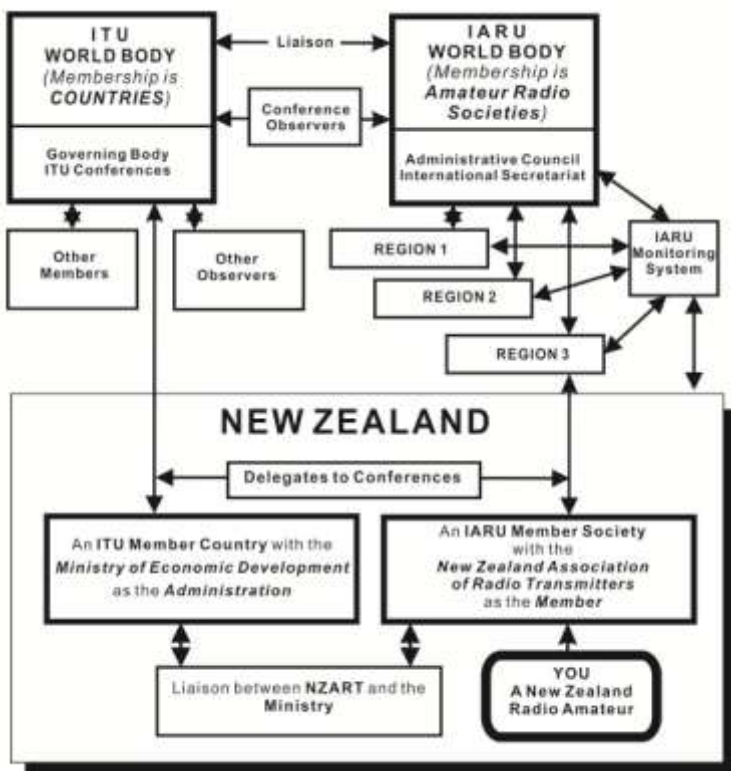 ITU
WORLD BODY
(Membership is
COUNTRIES)
Governing Body
ITU Conferences
Liaison
Conference
Observers
IARU
WORLD BODY
(Membership is
Amateur Radio
Societies)
Administrative Council
International Secretariat
Other
Members
Other
Observers
REGION 1
REGION 2
REGION 3
IARU
Monitoring
System
NEW ZEALAND
Delegates to Conferences
An ITU Member Country with the
Ministry of Economic Development
as the Administration
An IARU Member Society
with the
New Zealand Association
of Radio Transmitters
as the Member
Liaison between NZART and the
Ministry
YOU
A New Zealand
Radio Amateur